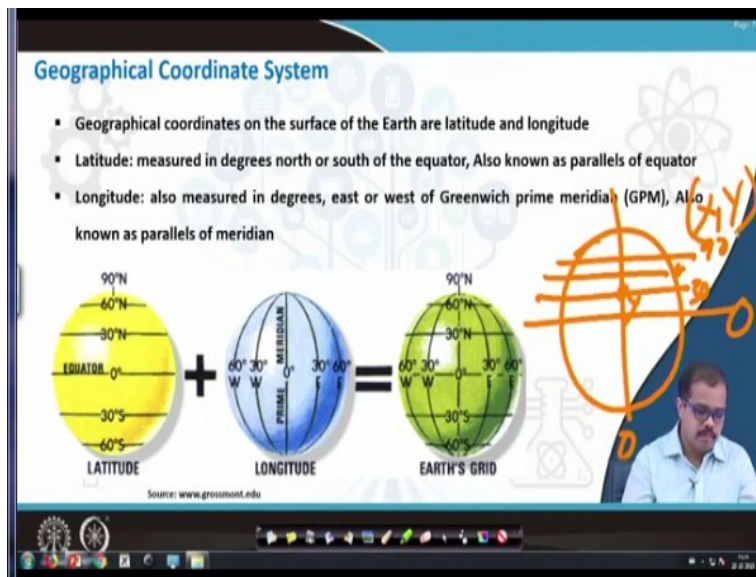 Geographical Coordinate System
▪ Geographical coordinates on the surface of the Earth are latitude and longitude
▪ Latitude: measured in degrees north or south of the equator, Also known as parallels of equator
▪ Longitude: also measured in degrees, east or west of Greenwich prime meridian (GPM), Also
known as parallels of meridian
(X, Y)
90
30
0
0
90°N
60°N
30°N
EQUATOR 0°
30°S
60°S
LATITUDE
+
60° 30° 0° 30° 60°
W W E E
PRIME MERIDIAN
LONGITUDE
=
90°N
60°N
30°N
60° 30° 0° 30° 60°
W W E E
30°S
60°S
EARTH'S GRID
Source: www.grossmont.edu